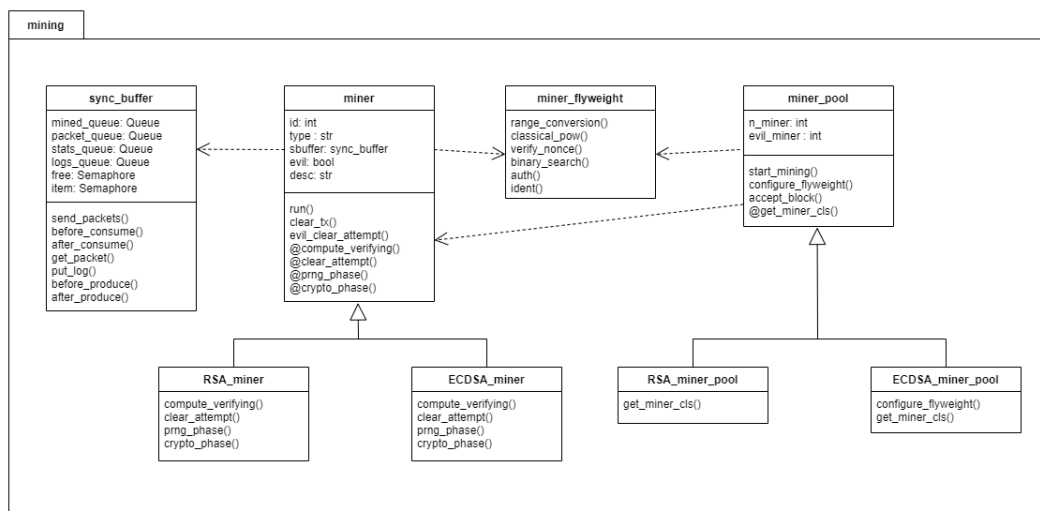 mining
sync_buffer
mined_queue: Queue
packet_queue: Queue
stats_queue: Queue
logs_queue: Queue
free: Semaphore
item: Semaphore
send_packets()
before_consume()
after_consume()
get_packet()
put_log()
before_produce()
after_produce()
miner
id: int
type : str
sbuffer: sync_buffer
evil: bool
desc: str
run()
clear_tx()
evil_clear_attempt()
@compute_verifying()
@clear_attempt()
@prng_phase()
@crypto_phase()
miner_flyweight
range_conversion()
classical_pow()
verify_nonce()
binary_search()
auth()
ident()
miner_pool
n_miner: int
evil_miner : int
start_mining()
configure_flyweight()
accept_block()
@get_miner_cls()
RSA_miner
compute_verifying()
clear_attempt()
prng_phase()
crypto_phase()
ECDSA_miner
compute_verifying()
clear_attempt()
prng_phase()
crypto_phase()
RSA_miner_pool
get_miner_cls()
ECDSA_miner_pool
configure_flyweight()
get_miner_cls()